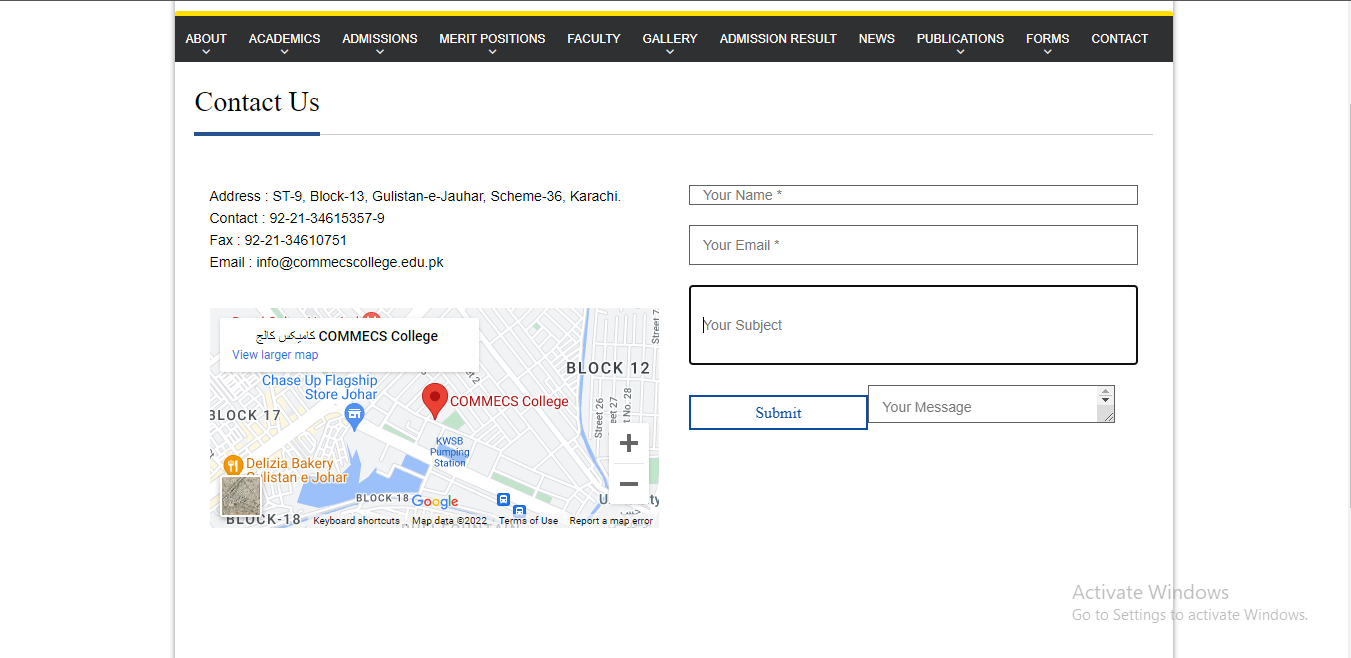 ABOUT ACADEMICS ADMISSIONS MERIT POSITIONS FACULTY GALLERY ADMISSION RESULT NEWS PUBLICATIONS FORMS CONTACT
Contact Us
Address : ST-9, Block-13, Gulistan-e-Jauhar, Scheme-36, Karachi.
Contact : 92-21-34615357-9
Fax : 92-21-34610751
Email : info@commecscollege.edu.pk
Your Name *
Your Email *
Your Subject
Submit
Your Message
COMMECS College كاميكس كالج
View larger map
Street 7
BLOCK 12
Chase Up Flagship
Store Johar
COMMECS College
BLOCK 17
Street 26
Street 27
No. 28
KWSB
Pumping
Station
Delizia Bakery
Gulistan e Johar
BLOCK 18
Google
BLOCK-18
Keyboard shortcuts
Map data ©2022
Terms of Use
Report a map error
Activate Windows
Go to Settings to activate Windows.